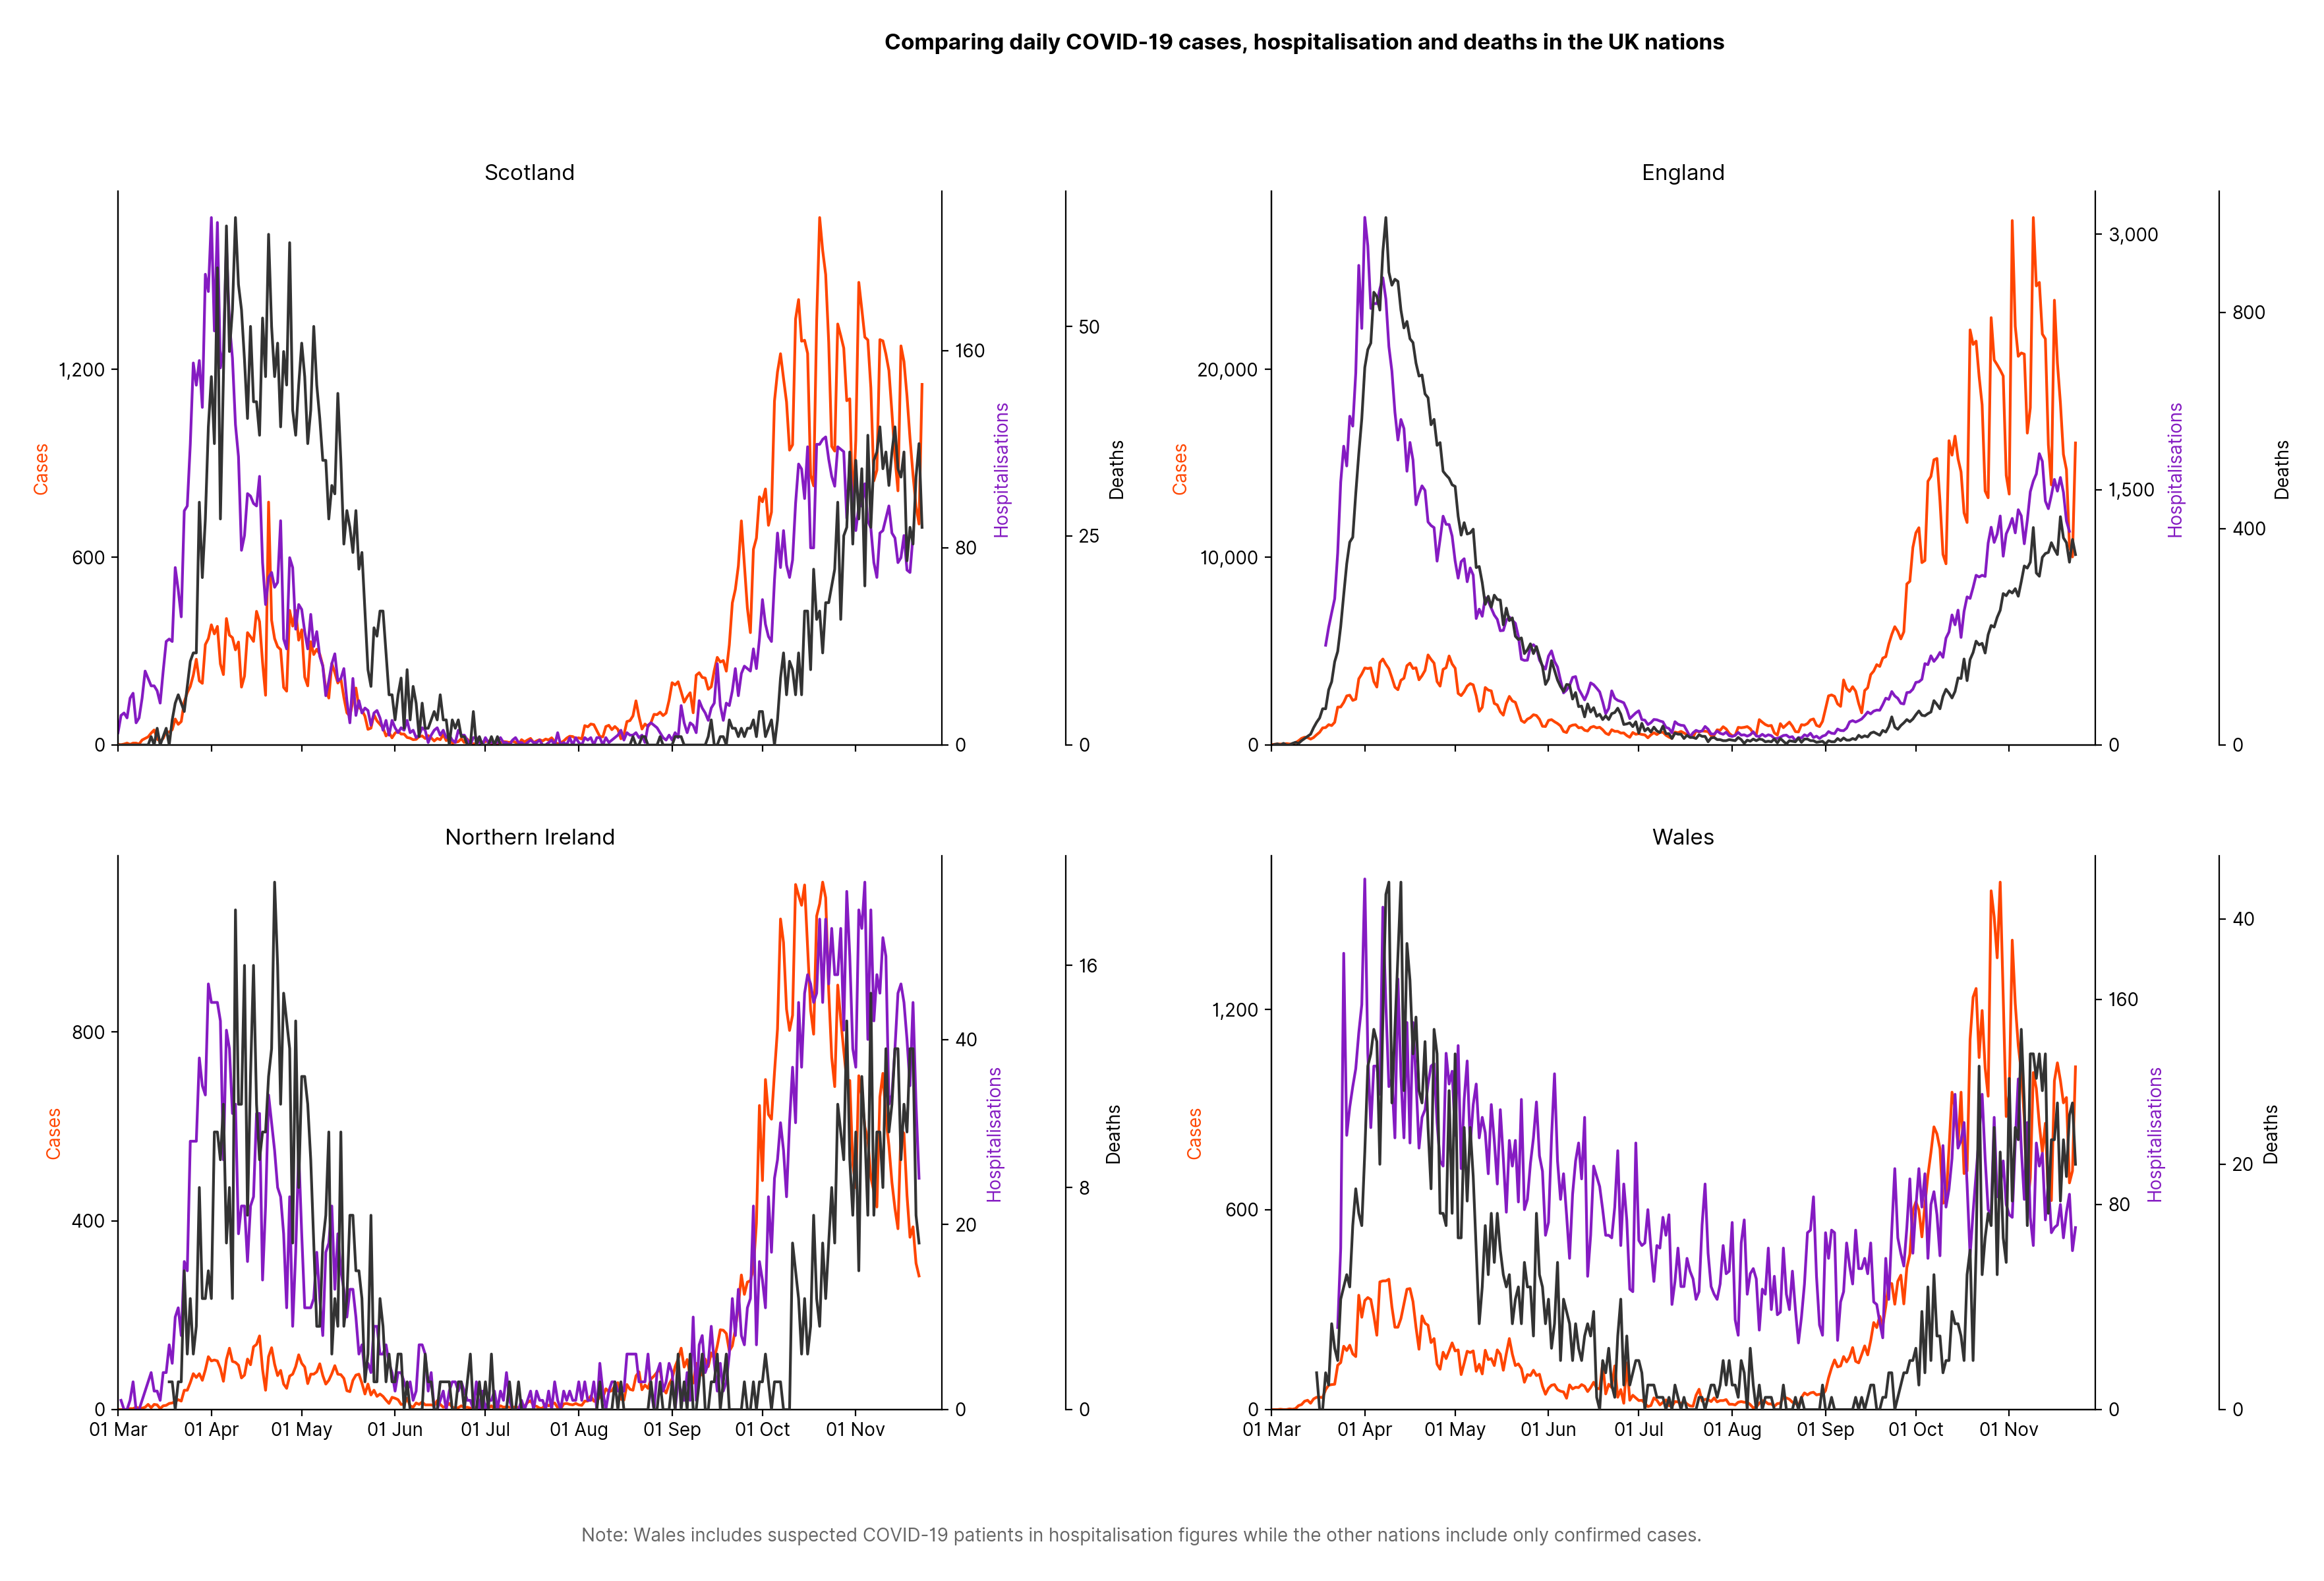 Comparing daily COVID-19 cases, hospitalisation and deaths in the UK nations
Scotland
1,200
600
0
Cases
160
80
0
Hospitalisations
50
25
0
Deaths
England
20,000
10,000
0
Cases
3,000
1,500
0
Hospitalisations
800
400
0
Deaths
Northern Ireland
800
400
0
Cases
40
20
0
Hospitalisations
16
8
0
Deaths
01 Mar 01 Apr 01 May 01 Jun 01 Jul 01 Aug 01 Sep 01 Oct 01 Nov
Wales
1,200
600
0
Cases
160
80
0
Hospitalisations
40
20
0
Deaths
01 Mar 01 Apr 01 May 01 Jun 01 Jul 01 Aug 01 Sep 01 Oct 01 Nov
Note: Wales includes suspected COVID-19 patients in hospitalisation figures while the other nations include only confirmed cases.